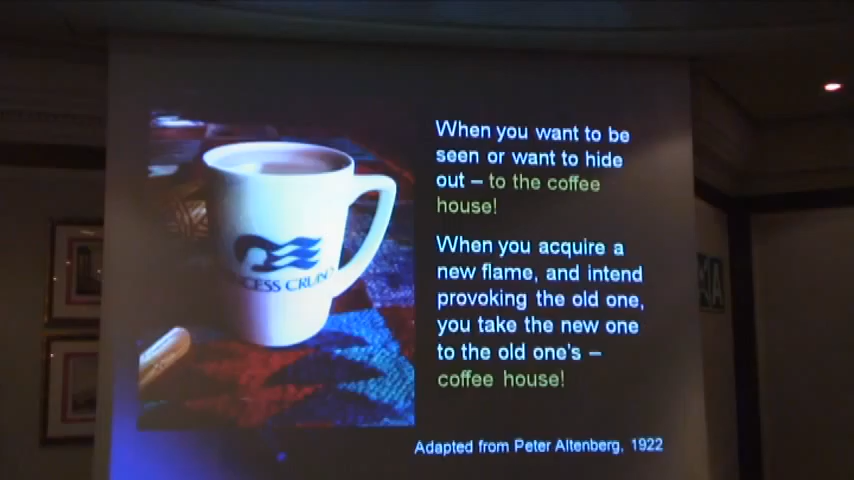 When you want to be
seen or want to hide
out – to the coffee
house!
When you acquire a
new flame, and intend
provoking the old one,
you take the new one
to the old one's –
coffee house!
Adapted from Peter Altenberg, 1922
CESS CRUIS